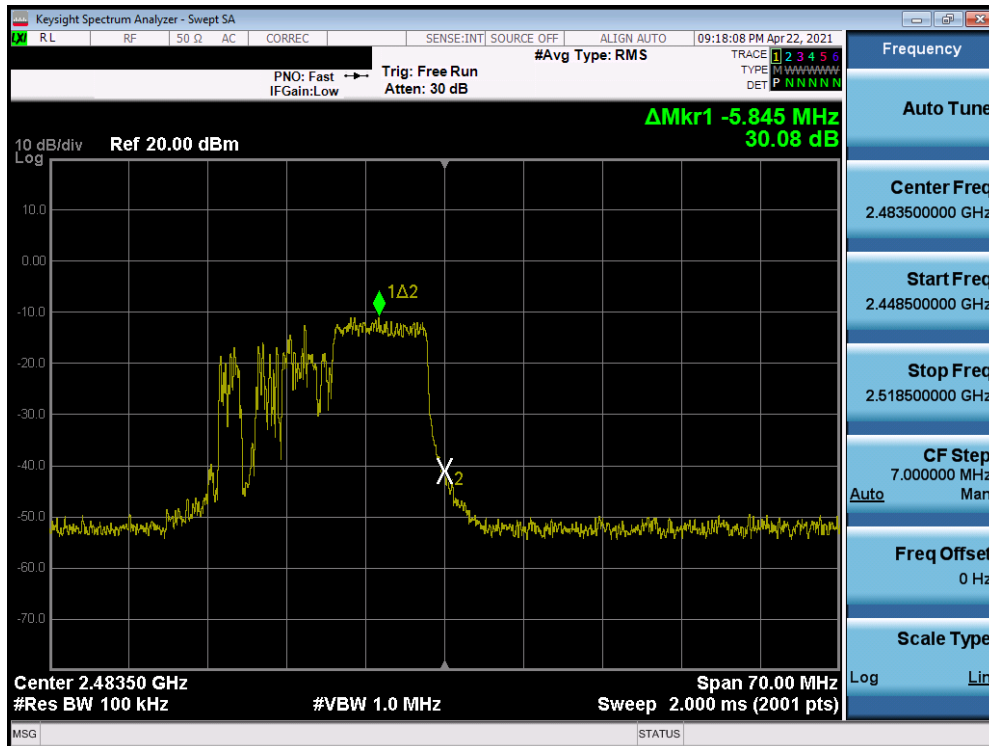 Keysight Spectrum Analyzer - Swept SA
LXI RL RF 50 Ω AC CORREC SENSE:INT SOURCE OFF ALIGN AUTO 09:18:08 PM Apr 22, 2021
#Avg Type: RMS
TRACE 1 2 3 4 5 6
PNO: Fast Trig: Free Run TYPE M WWWWW
IFGain:Low Atten: 30 dB DET P N N N N N
ΔMkr1 -5.845 MHz
10 dB/div Ref 20.00 dBm 30.08 dB
Log
10.0
0.00
1Δ2
-10.0
-20.0
-30.0
-40.0
2
-50.0
-60.0
-70.0
Center 2.48350 GHz Span 70.00 MHz
#Res BW 100 kHz #VBW 1.0 MHz Sweep 2.000 ms (2001 pts)
MSG STATUS
Frequency
Auto Tune
Center Freq
2.483500000 GHz
Start Freq
2.448500000 GHz
Stop Freq
2.518500000 GHz
CF Step
7.000000 MHz
Auto Man
Freq Offset
0 Hz
Scale Type
Log Lin